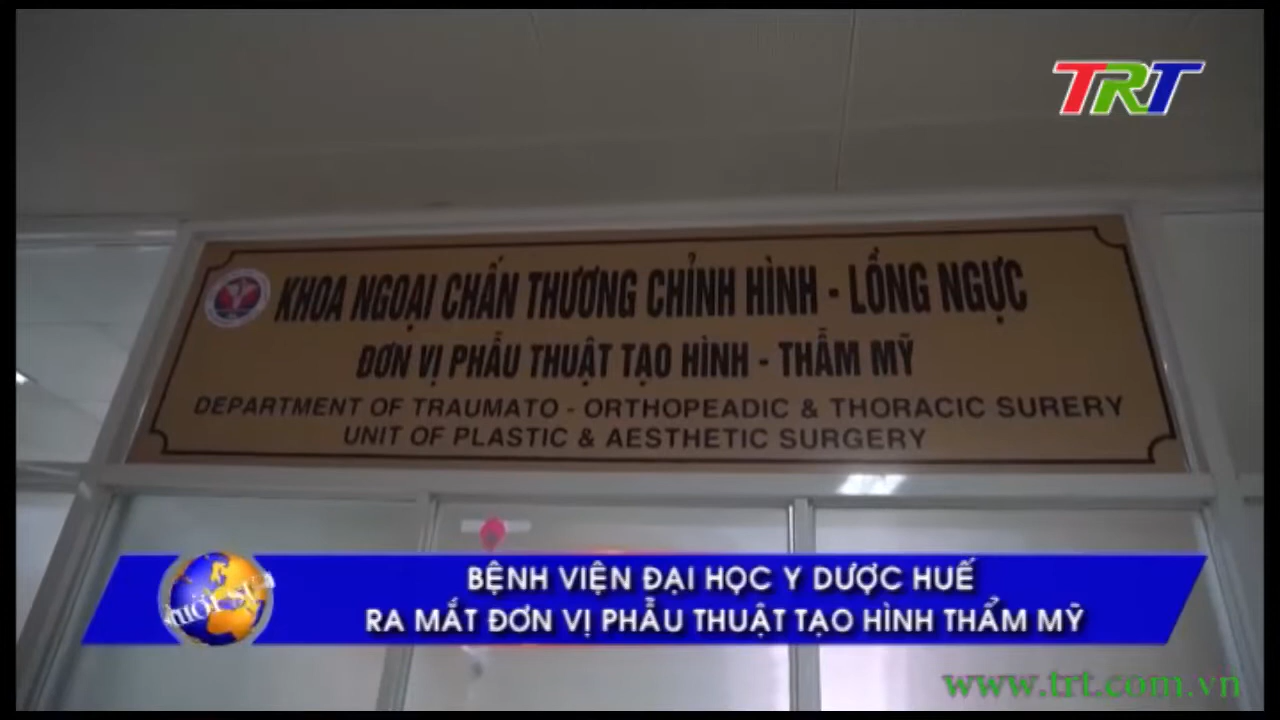 TRT
KHOA NGOẠI CHẤN THƯƠNG CHỈNH HÌNH - LỒNG NGỰC
ĐƠN VỊ PHẪU THUẬT TẠO HÌNH - THẨM MỸ
DEPARTMENT OF TRAUMATO - ORTHOPEADIC & THORACIC SURERY
UNIT OF PLASTIC & AESTHETIC SURGERY
BỆNH VIỆN ĐẠI HỌC Y DƯỢC HUẾ
RA MẮT ĐƠN VỊ PHẪU THUẬT TẠO HÌNH THẨM MỸ
www.trt.com.vn